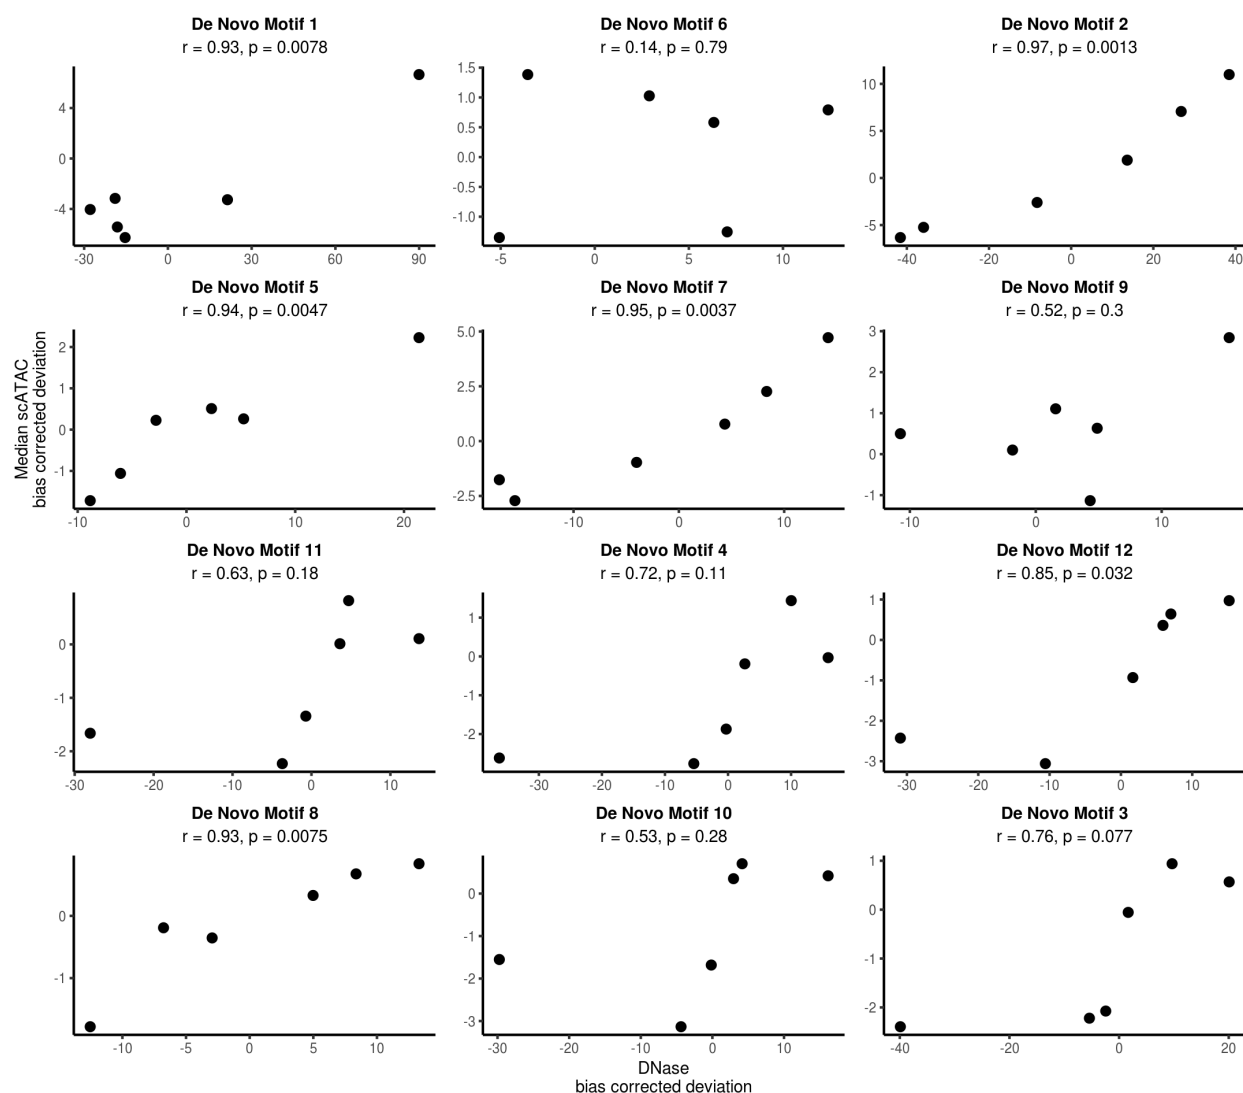 De Novo Motif 1
r = 0.93, p = 0.0078
4
0
-4
-30 0 30 60 90
De Novo Motif 6
r = 0.14, p = 0.79
1.5
1.0
0.5
0.0
-0.5
-1.0
-5 0 5 10
De Novo Motif 2
r = 0.97, p = 0.0013
10
5
0
-5
-40 -20 0 20 40
Median scATAC
bias corrected deviation
De Novo Motif 5
r = 0.94, p = 0.0047
2
1
0
-1
-10 0 10 20
De Novo Motif 7
r = 0.95, p = 0.0037
5.0
2.5
0.0
-2.5
-10 0 10
De Novo Motif 9
r = 0.52, p = 0.3
3
2
1
0
-1
-10 0 10
De Novo Motif 11
r = 0.63, p = 0.18
0
-1
-2
-30 -20 -10 0 10
De Novo Motif 4
r = 0.72, p = 0.11
1
0
-1
-2
-30 -20 -10 0 10
De Novo Motif 12
r = 0.85, p = 0.032
1
0
-1
-2
-3
-30 -20 -10 0 10
De Novo Motif 8
r = 0.93, p = 0.0075
0
-1
-10 -5 0 5 10
De Novo Motif 10
r = 0.53, p = 0.28
0
-1
-2
-3
-30 -20 -10 0 10
De Novo Motif 3
r = 0.76, p = 0.077
1
0
-1
-2
-40 -20 0 20
DNase
bias corrected deviation